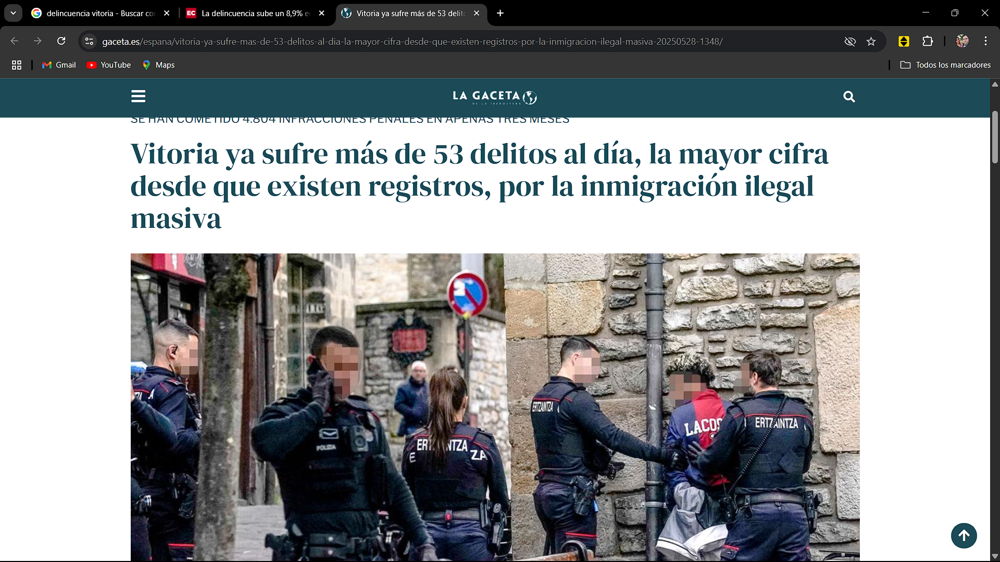 delincuencia vitoria - Buscar co
La delincuencia sube un 8,9% e
Vitoria ya sufre más de 53 delit
gaceta.es/espana/vitoria-ya-sufre-mas-de-53-delitos-al-dia-la-mayor-cifra-desde-que-existen-registros-por-la-inmigracion-ilegal-masiva-20250528-1348/
Gmail
YouTube
Maps
Todos los marcadores
LA GACETA
DE LA IBEROSFERA
SE HAN COMETIDO 4.804 INFRACCIONES PENALES EN APENAS TRES MESES
Vitoria ya sufre más de 53 delitos al día, la mayor cifra
desde que existen registros, por la inmigración ilegal
masiva
POLIZIA
ERTZAINTZA
LACOS
ERTZAINTZA